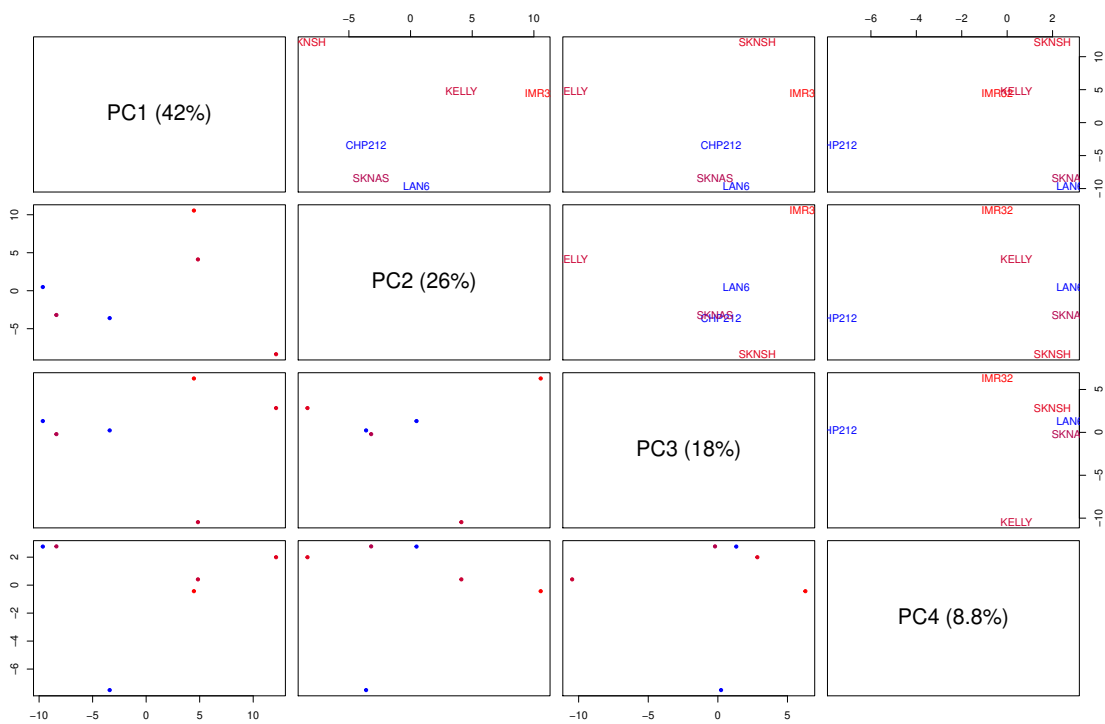 −5 0 5 10
−6 −4 −2 0 2
PC1 (42%)
KNSH
KELLY
IMR3
CHP212
SKNAS
LAN6
SKNSH
ELLY
IMR3
CHP212
SKNAS
LAN6
SKNSH
IMR32
KELLY
HP212
SKNA
LAN6
−10 −5 0 5 10
−5 0 5 10
PC2 (26%)
IMR3
ELLY
LAN6
SKNAS
CHP212
SKNSH
IMR32
KELLY
LAN6
SKNA
HP212
SKNSH
PC3 (18%)
IMR32
SKNSH
LAN6
HP212
SKNA
KELLY
−10 −5 0 5
−6 −4 −2 0 2
PC4 (8.8%)
−10 −5 0 5 10
−5 0 5 10
−10 −5 0 5